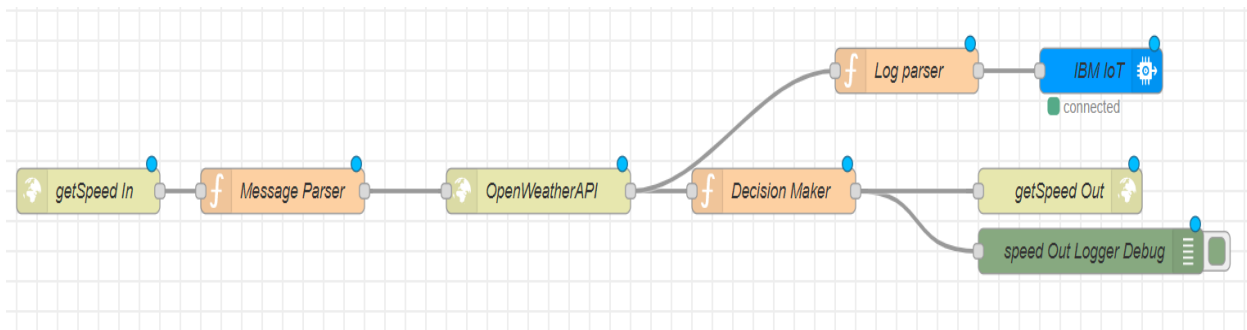 Log parser
IBM IoT
connected
getSpeed In
Message Parser
OpenWeatherAPI
Decision Maker
getSpeed Out
speed Out Logger Debug